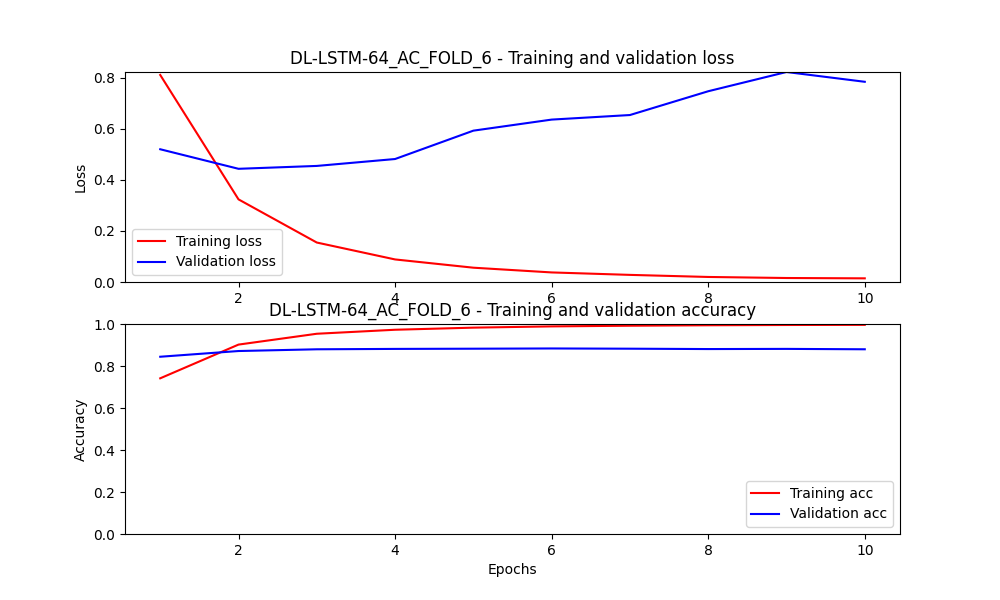 DL-LSTM-64_AC_FOLD_6 - Training and validation loss
0.8
0.6
0.4
0.2
0.0
Loss
Training loss
Validation loss
2 4 6 8 10
DL-LSTM-64_AC_FOLD_6 - Training and validation accuracy
1.0
0.8
0.6
0.4
0.2
0.0
Accuracy
Training acc
Validation acc
2 4 6 8 10
Epochs